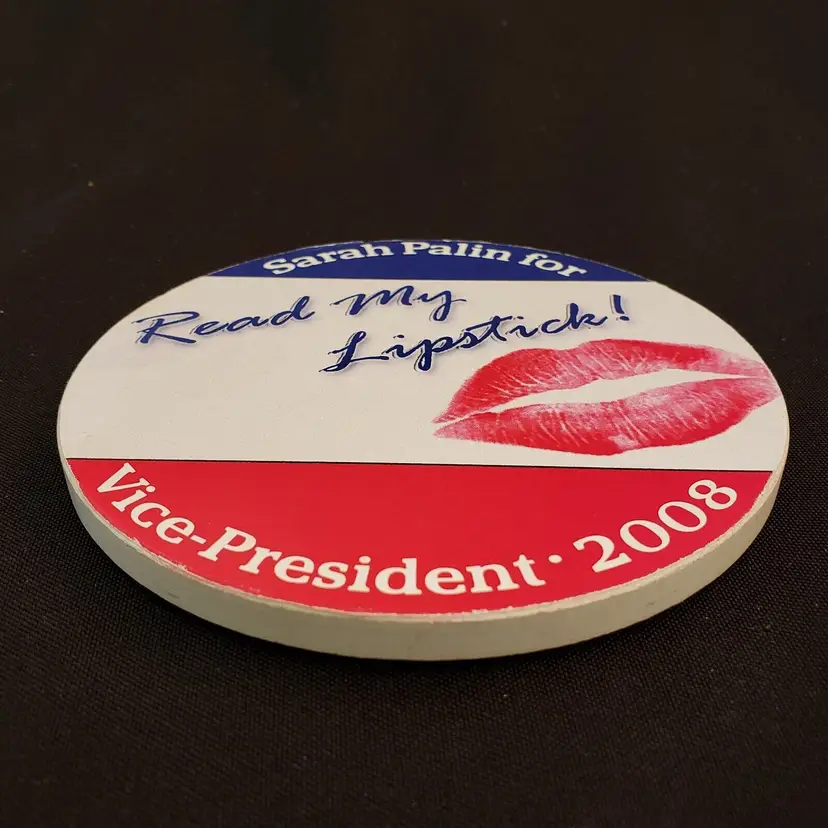 Sarah Palin for
Read My
Lipstick!
Vice-President · 2008